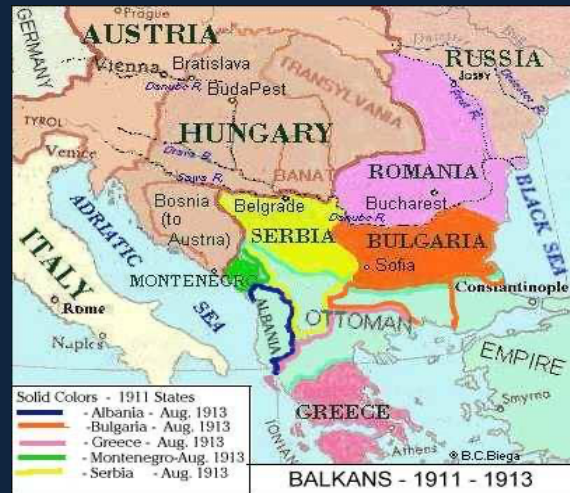 Prague
GERMANY
AUSTRIA
Vienna
Bratislava
Danube R.
BudaPest
TRANSYLVANIA
RUSSIA
Prut R.
TYROL
HUNGARY
Venice
Drava R.
Sava R.
BANAT
ROMANIA
Bosnia
(to
Austria)
Belgrade
Bucharest
Danube R.
BLACK SEA
ADRIATIC
SEA
SERBIA
BULGARIA
Sofia
ITALY
MONTENEGRO
Constantinople
Rome
ALBANIA
OTTOMAN
EMPIRE
Naples
Smyrna
GREECE
IONIAN
Athens
B.C.Biega
Solid Colors - 1911 States
- Albania - Aug. 1913
-Bulgaria - Aug. 1913
- Greece - Aug. 1913
- Montenegro-Aug. 1913
- Serbia - Aug. 1913
BALKANS - 1911 - 1913